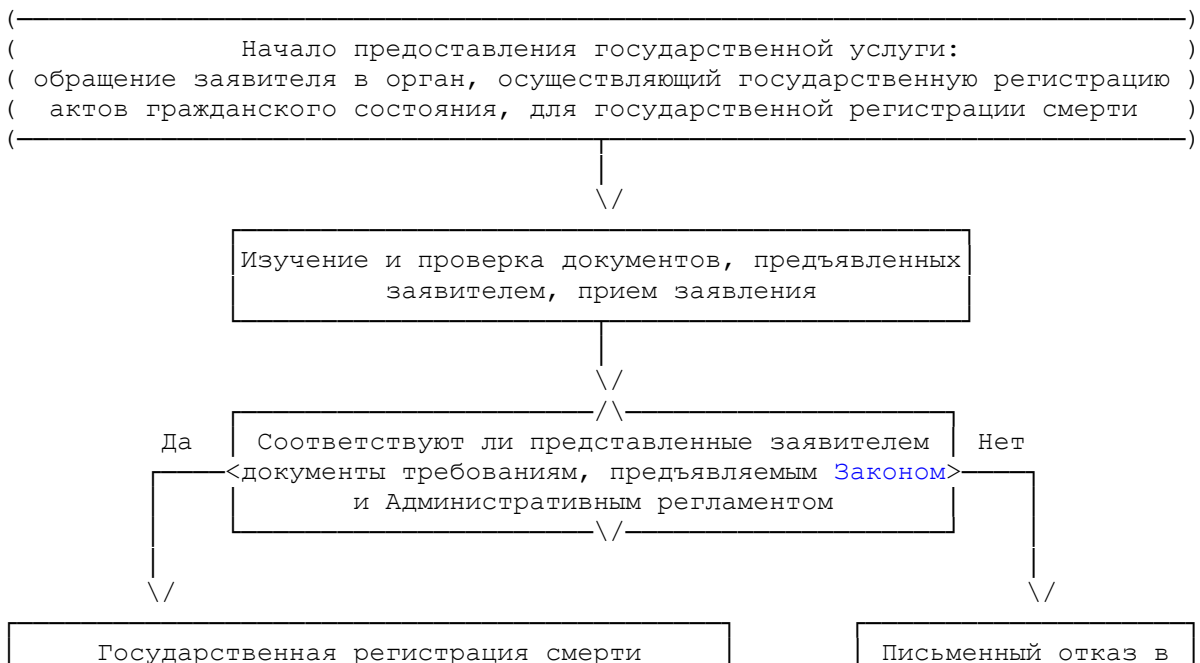 Начало предоставления государственной услуги:
обращение заявителя в орган, осуществляющий государственную регистрацию
актов гражданского состояния, для государственной регистрации смерти
Изучение и проверка документов, предъявленных
заявителем, прием заявления
Да
Соответствуют ли представленные заявителем
Нет
документы требованиям, предъявляемым Законом
и Административным регламентом
Государственная регистрация смерти
Письменный отказ в